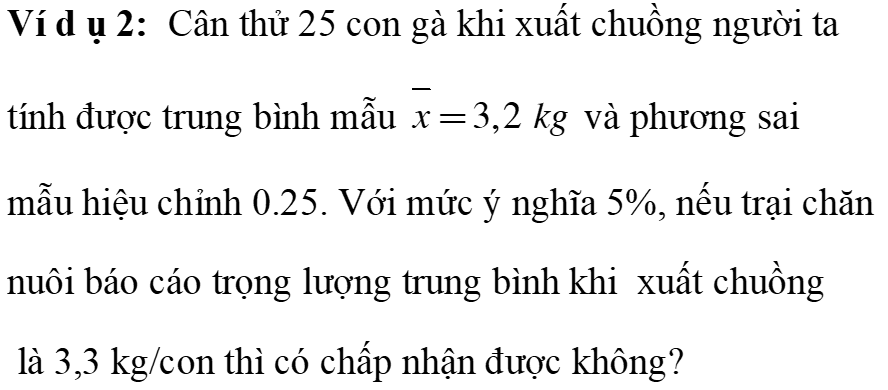 Ví d ụ 2: Cân thử 25 con gà khi xuất chuồng người ta
tính được trung bình mẫu x̅ = 3,2 kg và phương sai
mẫu hiệu chỉnh 0.25. Với mức ý nghĩa 5%, nếu trại chăn
nuôi báo cáo trọng lượng trung bình khi xuất chuồng
là 3,3 kg/con thì có chấp nhận được không?